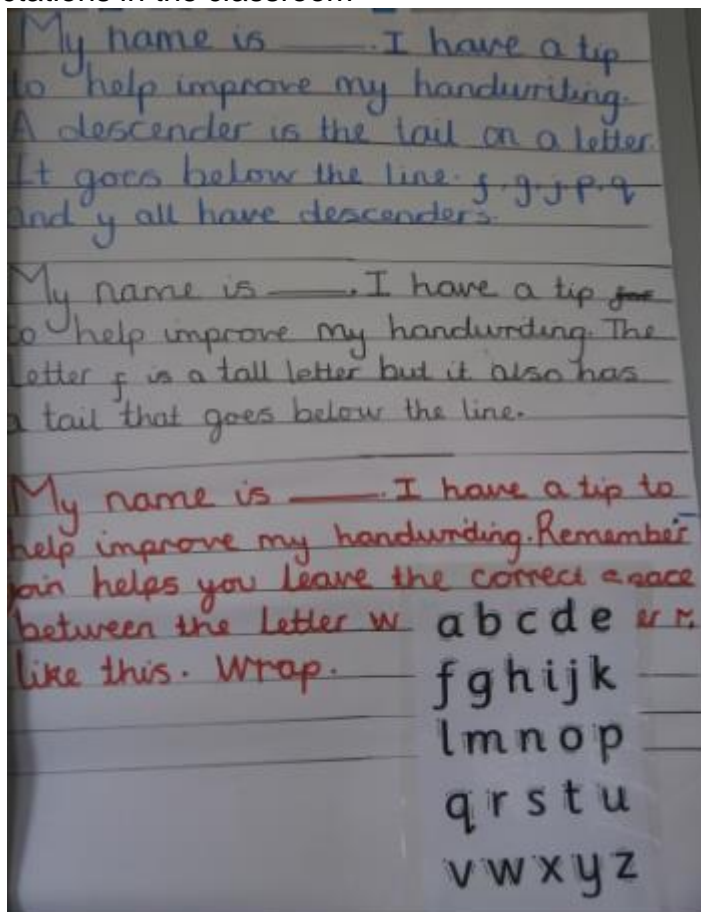 stations in the classroom
My name is ____. I have a tip
to help improve my handwriting.
A descender is the tail on a letter.
It goes below the line. f.g.j.p.q
and y all have descenders.
My name is ____. I have a tip
to help improve my handwriting. The
letter f is a tall letter but it also has
a tail that goes below the line.
My name is ____. I have a tip to
help improve my handwriting. Remember
join helps you leave the correct space
between the letter w er r.
like this. Wrap.
a b c d e
f g h i j k
l m n o p
q r s t u
v w x y z